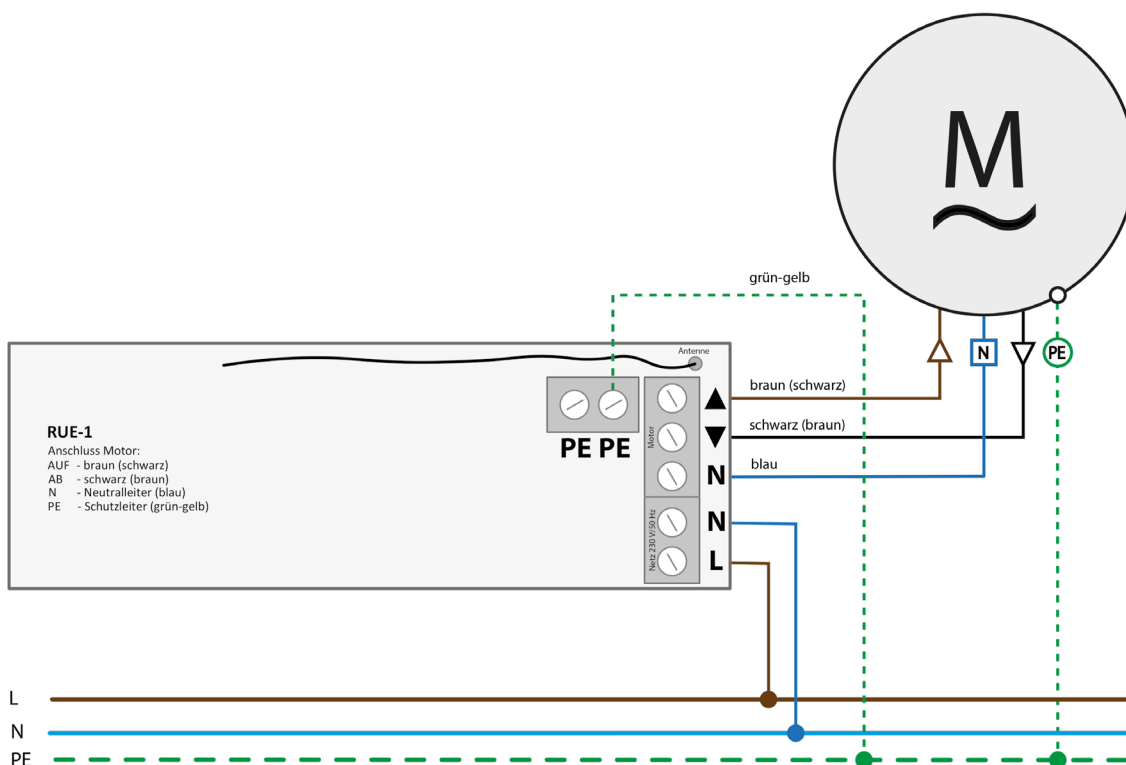 M
grün-gelb
N
PE
Antenne
braun (schwarz)
schwarz (braun)
blau
PE PE
Motor
N
N
L
Netz 230 V/50 Hz
RUE-1
Anschluss Motor:
AUF - braun (schwarz)
AB - schwarz (braun)
N - Neutralleiter (blau)
PE - Schutzleiter (grün-gelb)
L
N
PE